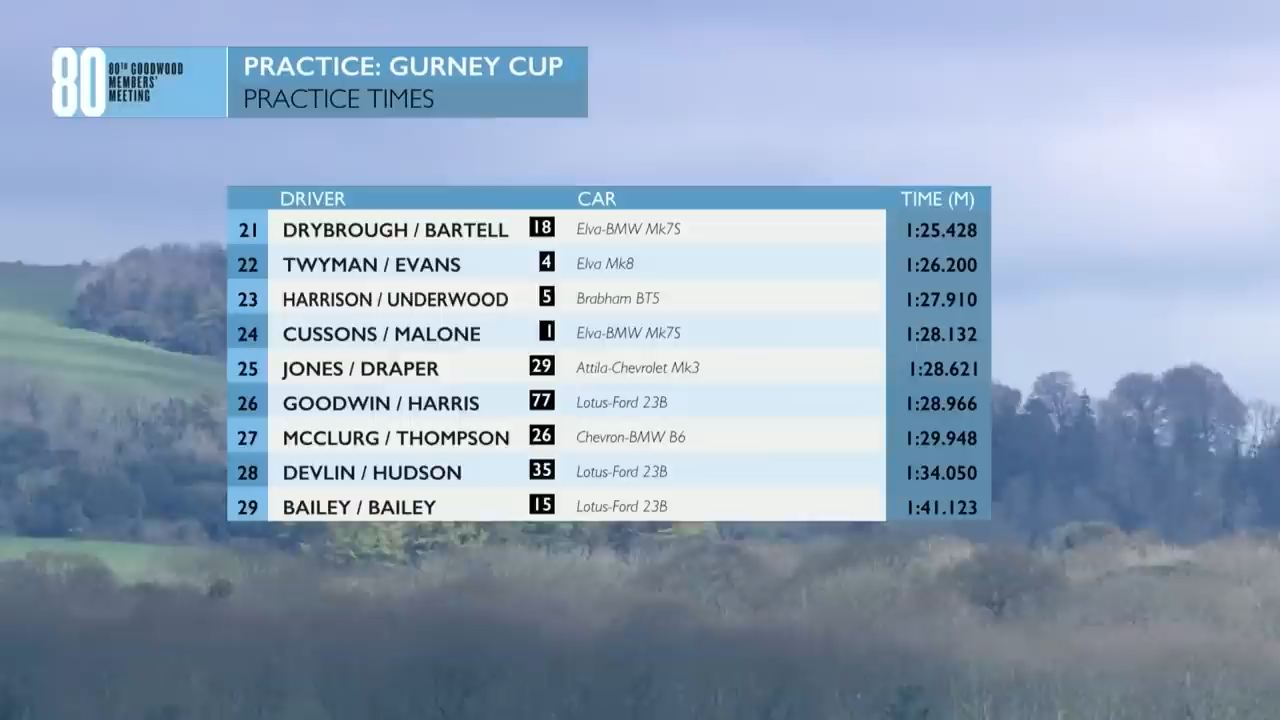 80
80TH GOODWOOD
MEMBERS'
MEETING
PRACTICE: GURNEY CUP
PRACTICE TIMES
DRIVER CAR TIME (M)
21 DRYBROUGH / BARTELL 18 Elva-BMW Mk7S 1:25.428
22 TWYMAN / EVANS 4 Elva Mk8 1:26.200
23 HARRISON / UNDERWOOD 5 Brabham BT5 1:27.910
24 CUSSONS / MALONE 1 Elva-BMW Mk7S 1:28.132
25 JONES / DRAPER 29 Attila-Chevrolet Mk3 1:28.621
26 GOODWIN / HARRIS 77 Lotus-Ford 23B 1:28.966
27 MCCLURG / THOMPSON 26 Chevron-BMW B6 1:29.948
28 DEVLIN / HUDSON 35 Lotus-Ford 23B 1:34.050
29 BAILEY / BAILEY 15 Lotus-Ford 23B 1:41.123